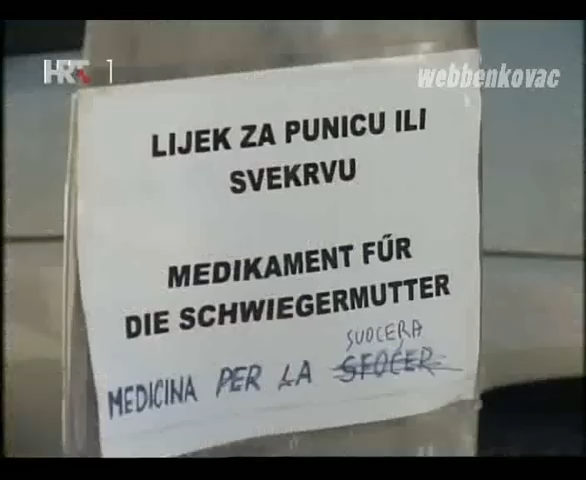 HRT 1
webbenkovac
LIJEK ZA PUNICU ILI
SVEKRVU
MEDIKAMENT FŰR
DIE SCHWIEGERMUTTER
SUOCERA
MEDICINA PER LA SFOCER